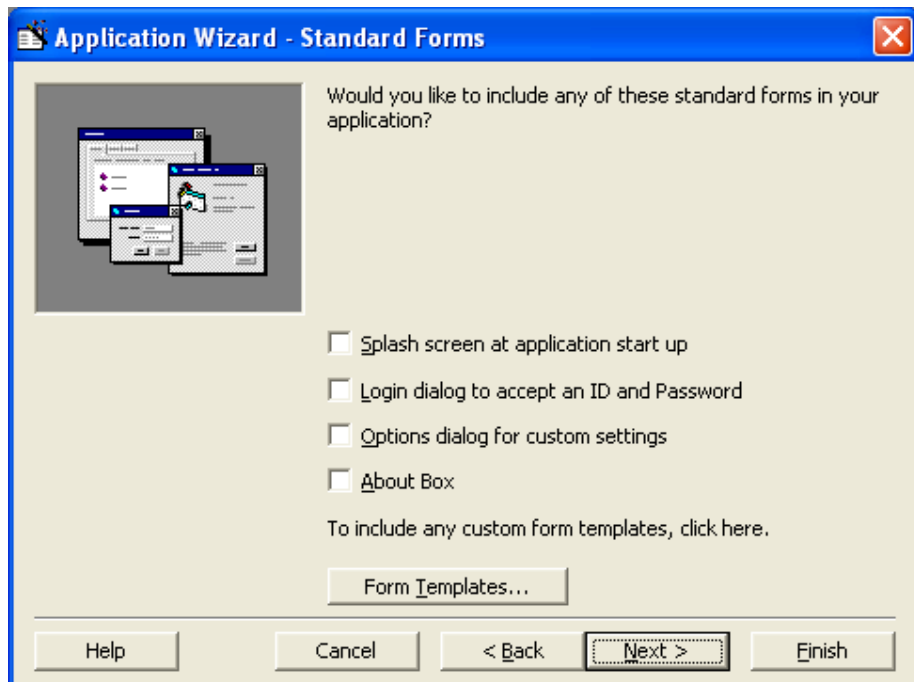 Application Wizard - Standard Forms
Would you like to include any of these standard forms in your
application?
Splash screen at application start up
Login dialog to accept an ID and Password
Options dialog for custom settings
About Box
To include any custom form templates, click here.
Form Templates...
Help
Cancel
< Back
Next >
Finish